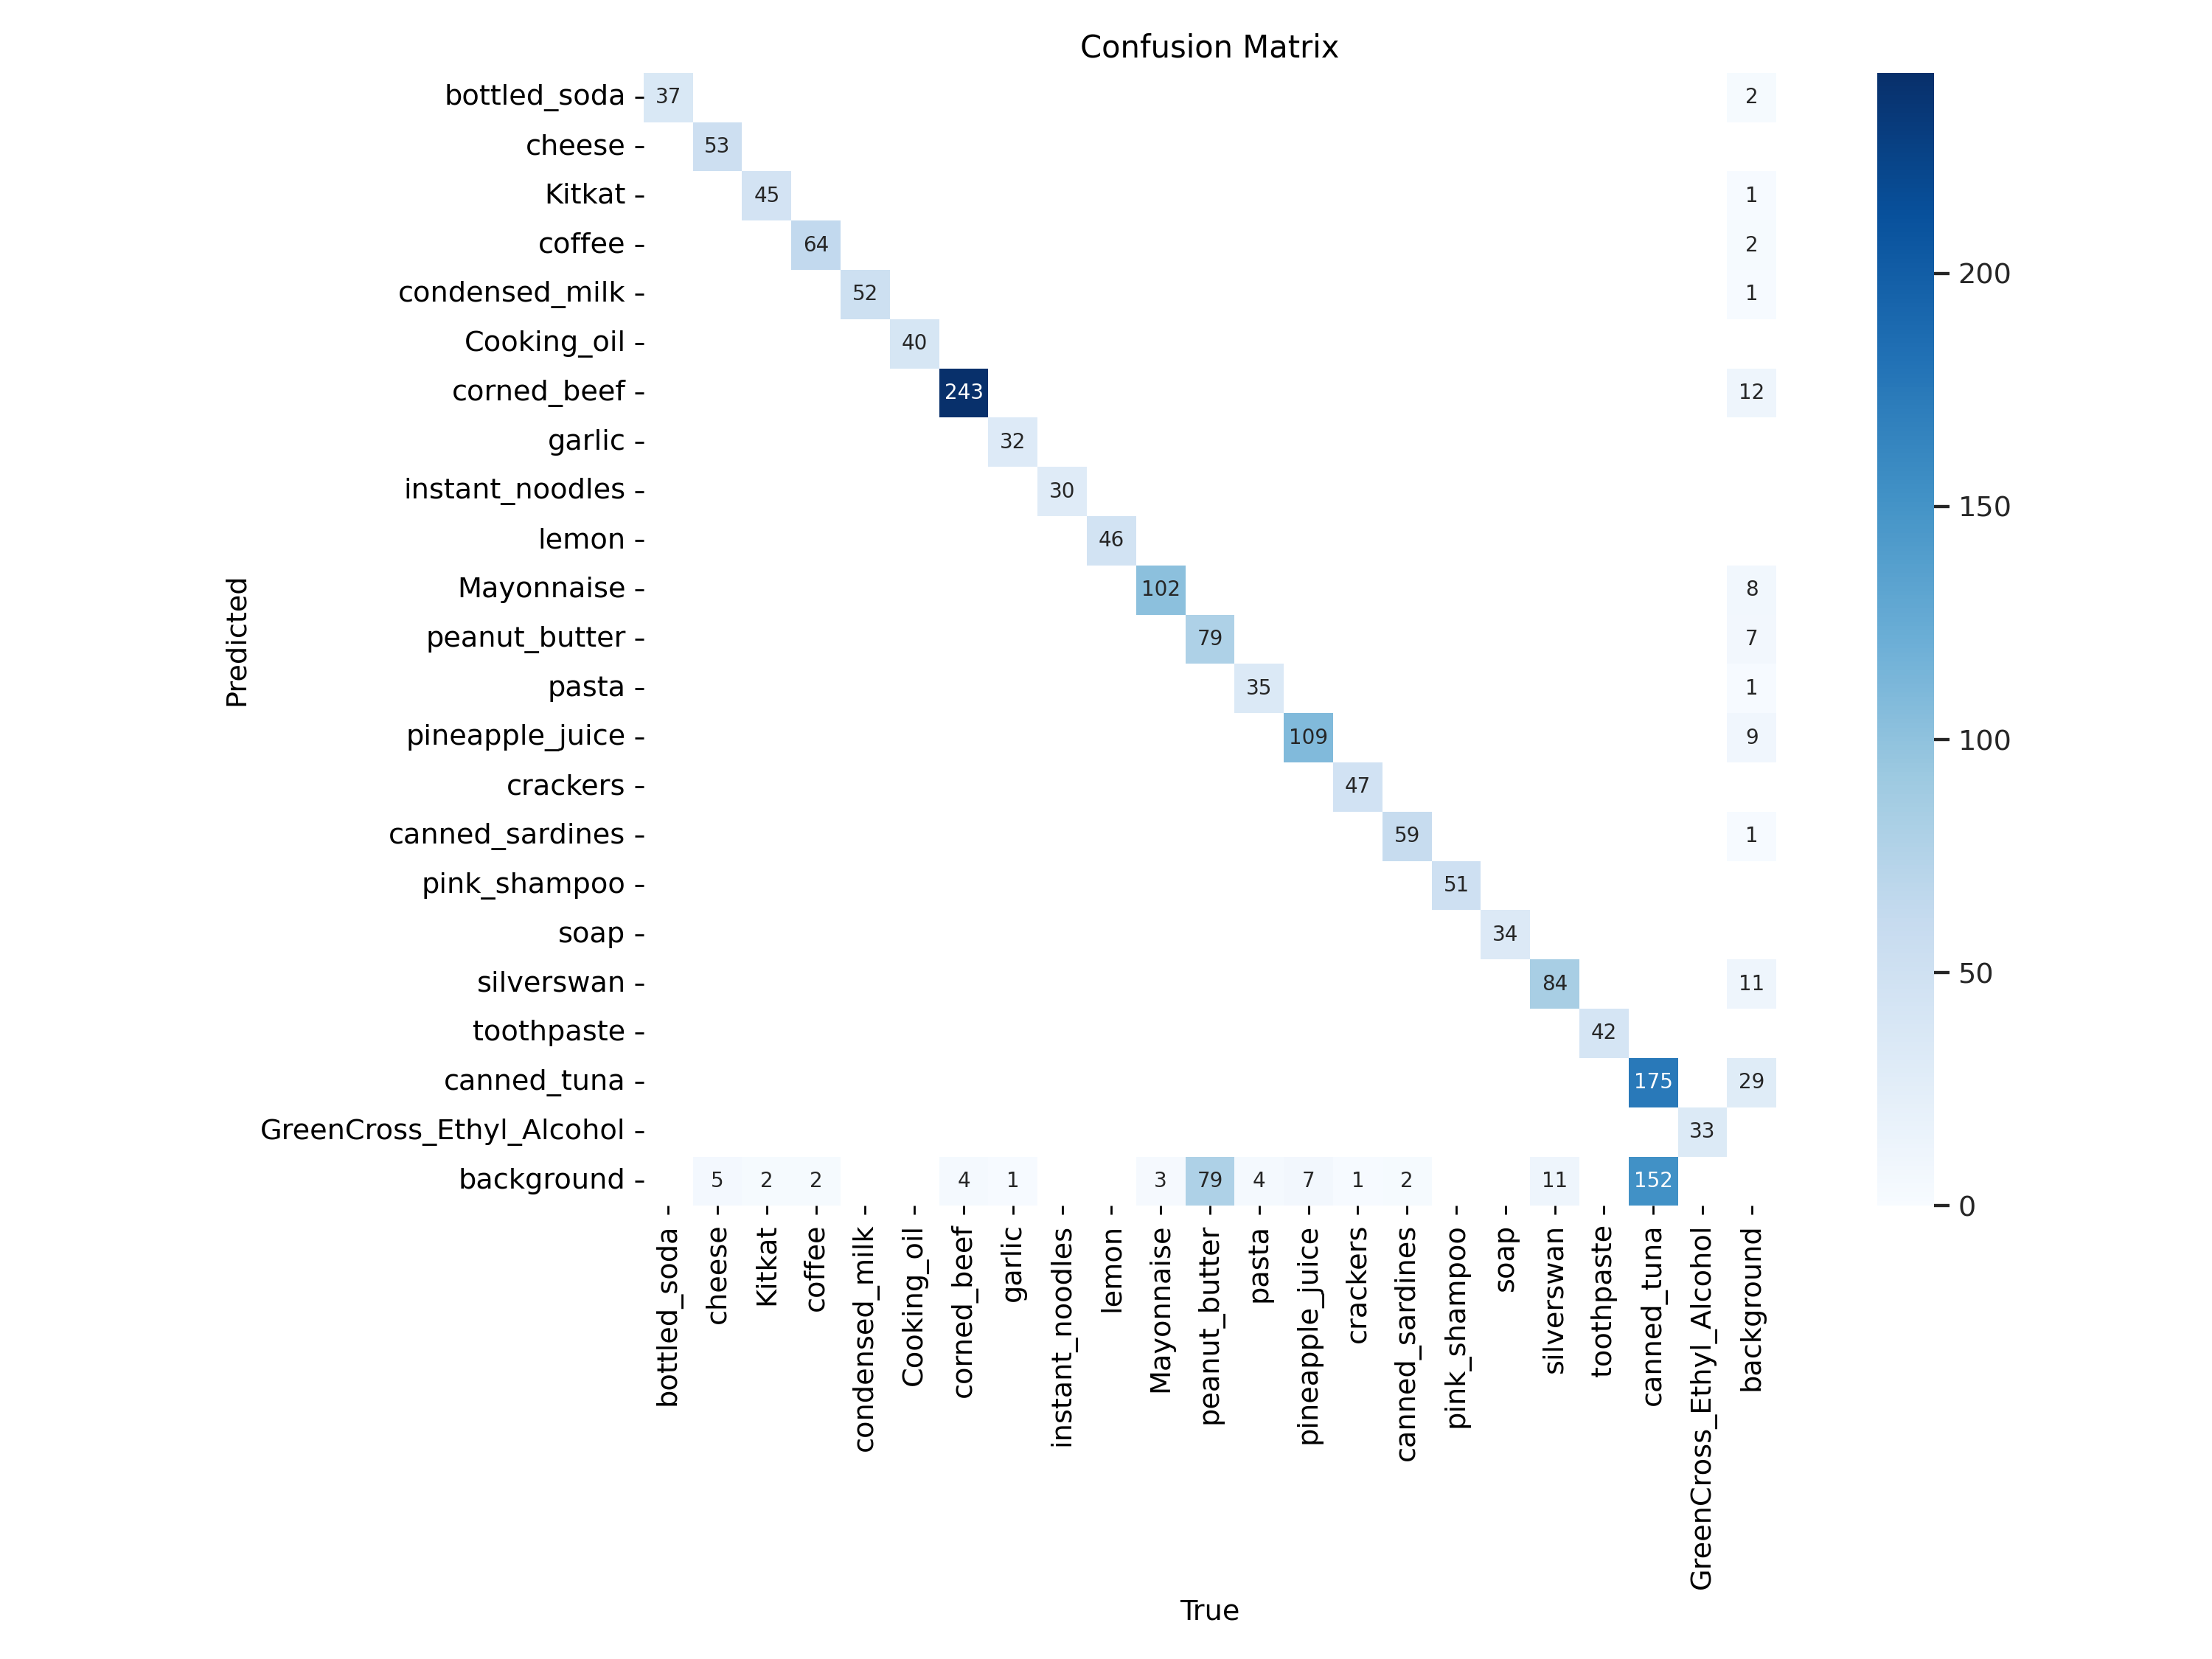 Confusion Matrix
bottled_soda 37 2
cheese 53
Kitkat 45 1
coffee 64 2
condensed_milk 52 1
Cooking_oil 40
corned_beef 243 12
garlic 32
instant_noodles 30
lemon 46
Mayonnaise 102 8
peanut_butter 79 7
pasta 35 1
pineapple_juice 109 9
crackers 47
canned_sardines 59 1
pink_shampoo 51
soap 34
silverswan 84 11
toothpaste 42
canned_tuna 175 29
GreenCross_Ethyl_Alcohol 33
background 5 2 2 4 1 3 79 4 7 1 2 11 152
Predicted
bottled_soda
cheese
Kitkat
coffee
condensed_milk
Cooking_oil
corned_beef
garlic
instant_noodles
lemon
Mayonnaise
peanut_butter
pasta
pineapple_juice
crackers
canned_sardines
pink_shampoo
soap
silverswan
toothpaste
canned_tuna
GreenCross_Ethyl_Alcohol
background
True
200
150
100
50
0